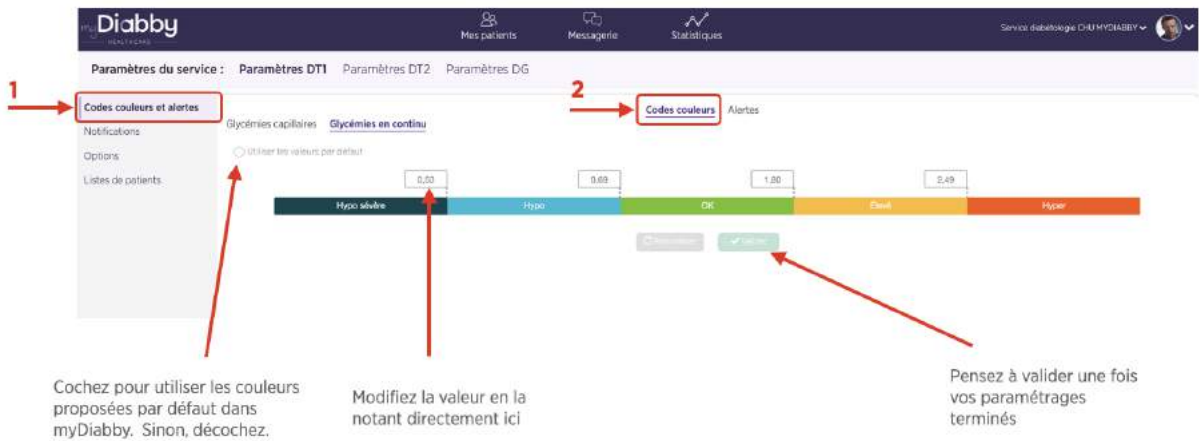 myDiabby
HEALTHCARE
Mes patients
Messagerie
Statistiques
Service diabétologie CHU MYDIABBY
Paramètres du service : Paramètres DT1 Paramètres DT2 Paramètres DG
1
2
Codes couleurs et alertes
Codes couleurs Alertes
Notifications
Glycémies capillaires Glycémies en continu
Options
Utiliser les valeurs par défaut
Listes de patients
0,53 0,69 1,80 2,49
Hypo sévère Hypo OK Élevé Hyper
Valider
Cochez pour utiliser les couleurs
proposées par défaut dans
myDiabby. Sinon, décochez.
Modifiez la valeur en la
notant directement ici
Pensez à valider une fois
vos paramétrages
terminés